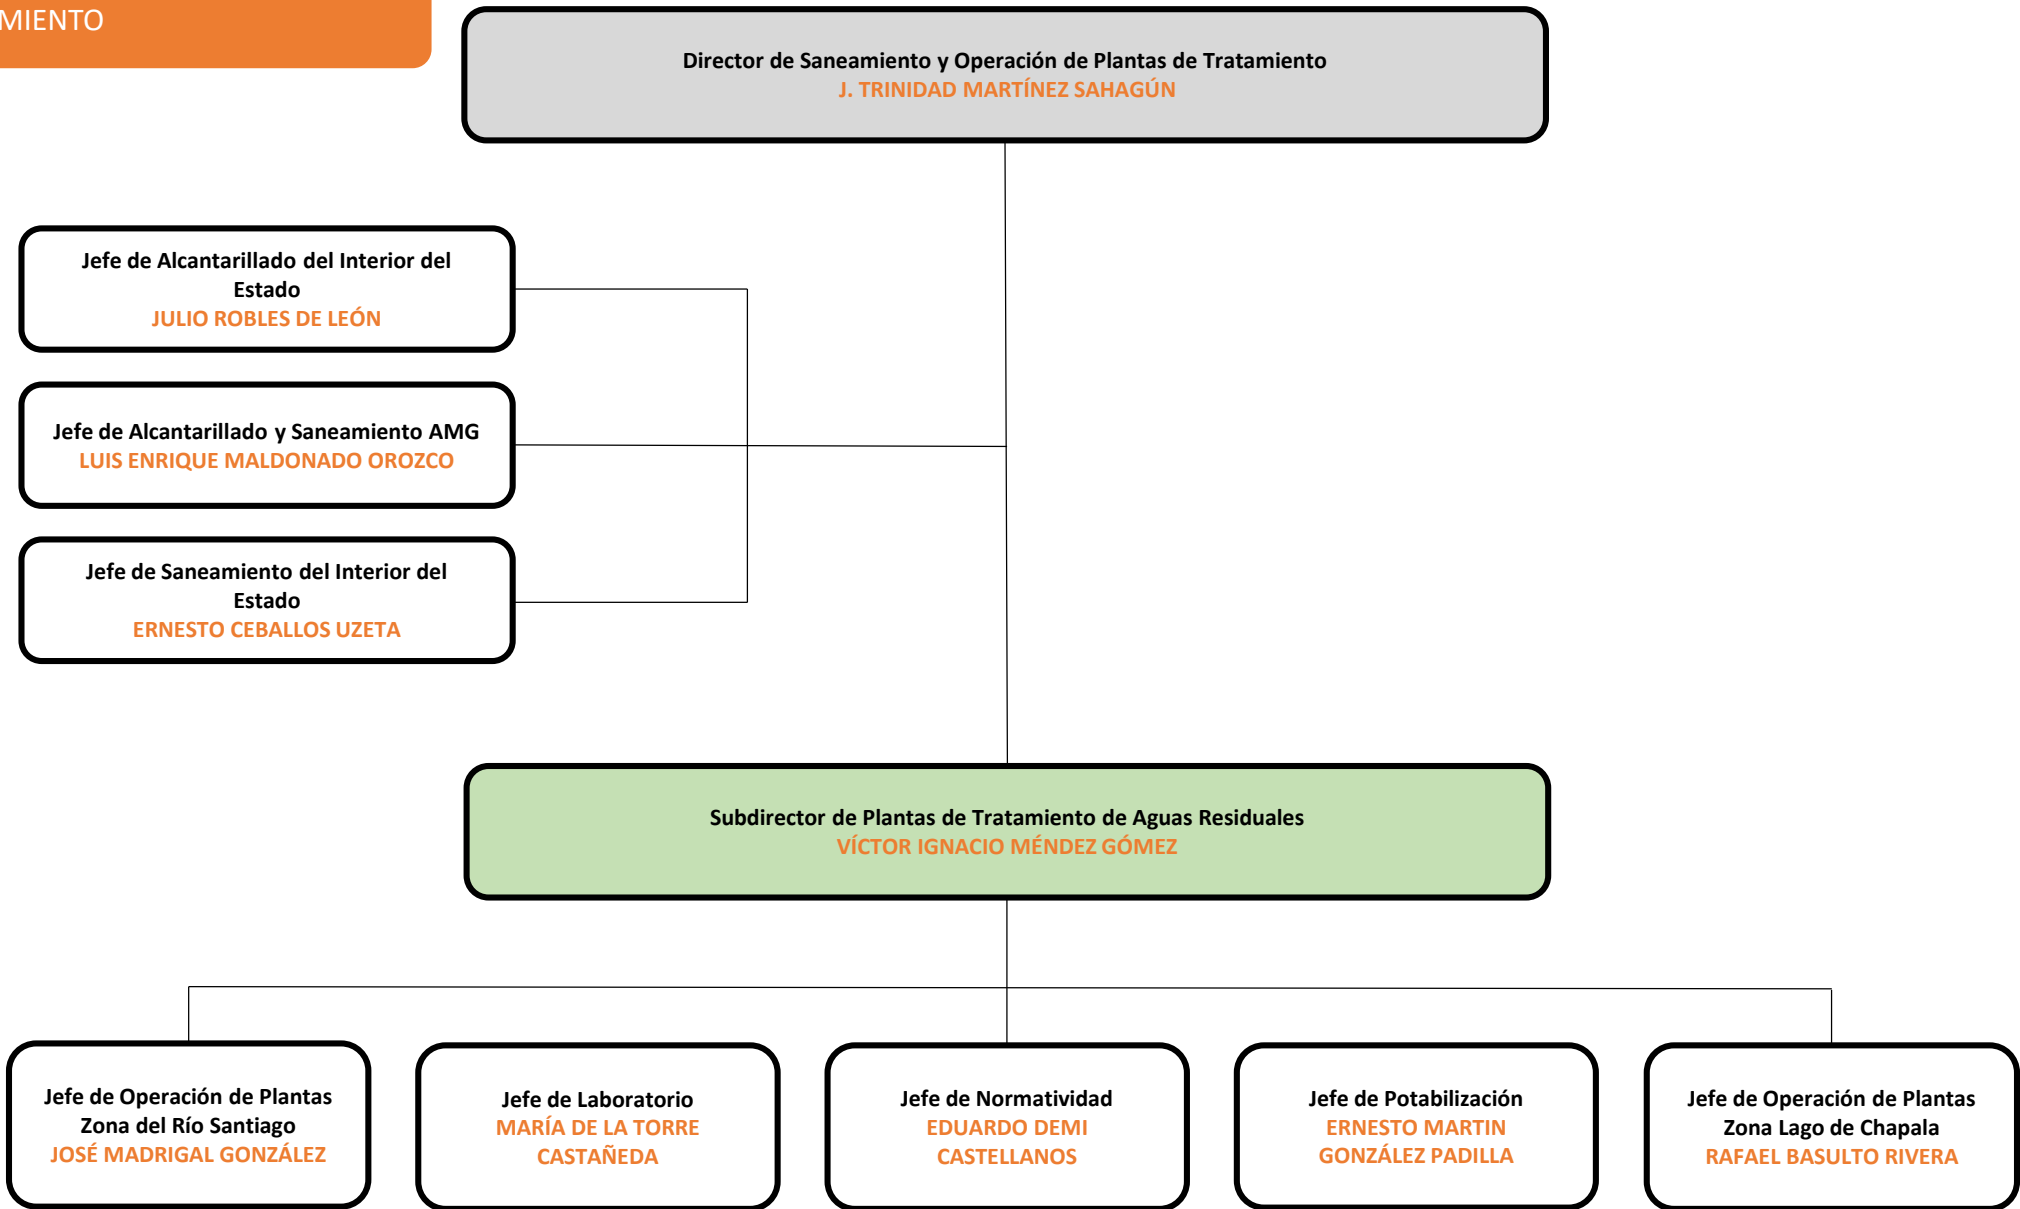 MIENTO
Director de Saneamiento y Operación de Plantas de Tratamiento
J. TRINIDAD MARTÍNEZ SAHAGÚN
Jefe de Alcantarillado del Interior del
Estado
JULIO ROBLES DE LEÓN
Jefe de Alcantarillado y Saneamiento AMG
LUIS ENRIQUE MALDONADO OROZCO
Jefe de Saneamiento del Interior del
Estado
ERNESTO CEBALLOS UZETA
Subdirector de Plantas de Tratamiento de Aguas Residuales
VÍCTOR IGNACIO MÉNDEZ GÓMEZ
Jefe de Operación de Plantas
Zona del Río Santiago
JOSÉ MADRIGAL GONZÁLEZ
Jefe de Laboratorio
MARÍA DE LA TORRE
CASTAÑEDA
Jefe de Normatividad
EDUARDO DEMI
CASTELLANOS
Jefe de Potabilización
ERNESTO MARTIN
GONZÁLEZ PADILLA
Jefe de Operación de Plantas
Zona Lago de Chapala
RAFAEL BASULTO RIVERA